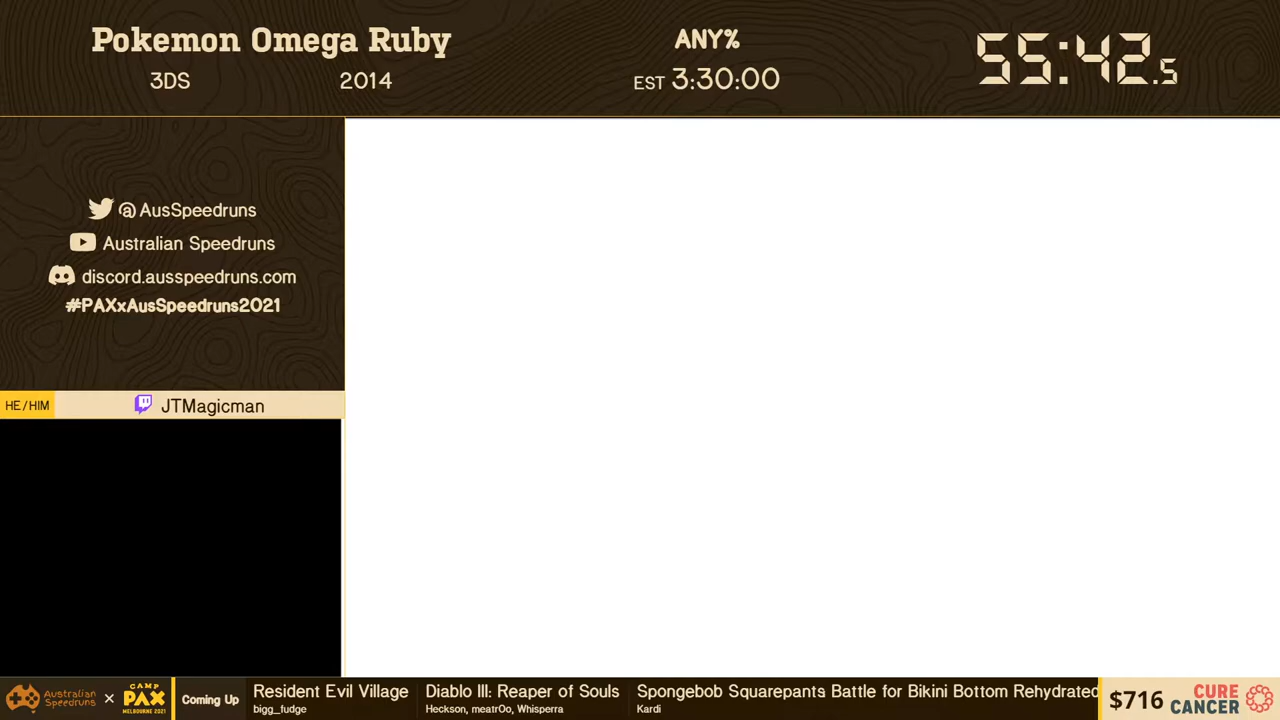 Pokemon Omega Ruby
3DS 2014
ANY%
EST 3:30:00
55:42.5
@AusSpeedruns
Australian Speedruns
discord.ausspeedruns.com
#PAXxAusSpeedruns2021
HE/HIM JTMagicman
Australian Speedruns × CAMP PAX MELBOURNE 2021
Coming Up
Resident Evil Village
bigg_fudge
Diablo III: Reaper of Souls
Heckson, meatr0o, Whisperra
Spongebob Squarepants Battle for Bikini Bottom Rehydrated
Kardi
$716 CURE CANCER